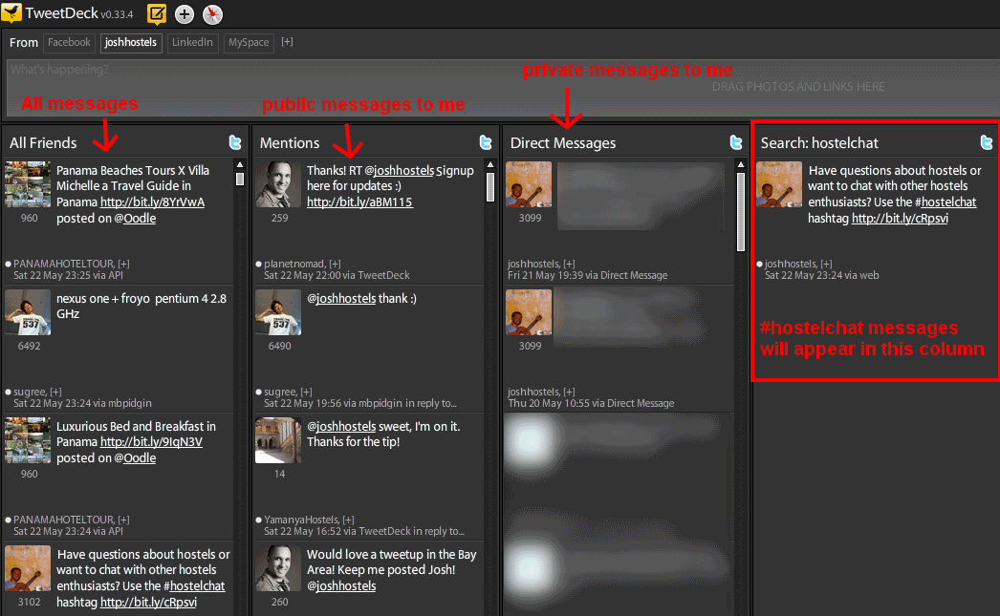 TweetDeck v0.33.4
From Facebook joshhostels LinkedIn MySpace [+]
What's happening?
DRAG PHOTOS AND LINKS HERE
All messages
public messages to me
private messages to me
All Friends
Panama Beaches Tours X Villa
Michelle a Travel Guide in
Panama http://bit.ly/8YrVwA
posted on @Oodle
960
PANAMAHOTELTOUR, [+]
Sat 22 May 23:25 via API
nexus one + froyo pentium 4 2.8
GHz
6492
sugree, [+]
Sat 22 May 23:24 via mbpidgin
Luxurious Bed and Breakfast in
Panama http://bit.ly/9IqN3V
posted on @Oodle
960
PANAMAHOTELTOUR, [+]
Sat 22 May 23:24 via API
Have questions about hostels or
want to chat with other hostels
enthusiasts? Use the #hostelchat
hashtag http://bit.ly/cRpsvi
3102
Mentions
Thanks! RT @joshhostels Signup
here for updates :)
http://bit.ly/aBM115
259
planetnomad, [+]
Sat 22 May 22:00 via TweetDeck
@joshhostels thank :)
6490
sugree, [+]
Sat 22 May 19:56 via mbpidgin in reply to...
@joshhostels sweet, I'm on it.
Thanks for the tip!
14
YamanyaHostels, [+]
Sat 22 May 16:52 via TweetDeck in reply to...
Would love a tweetup in the Bay
Area! Keep me posted Josh!
@joshhostels
260
Direct Messages
3099
joshhostels, [+]
Fri 21 May 19:39 via Direct Message
3099
joshhostels, [+]
Thu 20 May 10:55 via Direct Message
Search: hostelchat
Have questions about hostels or
want to chat with other hostels
enthusiasts? Use the #hostelchat
hashtag http://bit.ly/cRpsvi
3099
joshhostels, [+]
Sat 22 May 23:24 via web
#hostelchat messages
will appear in this column